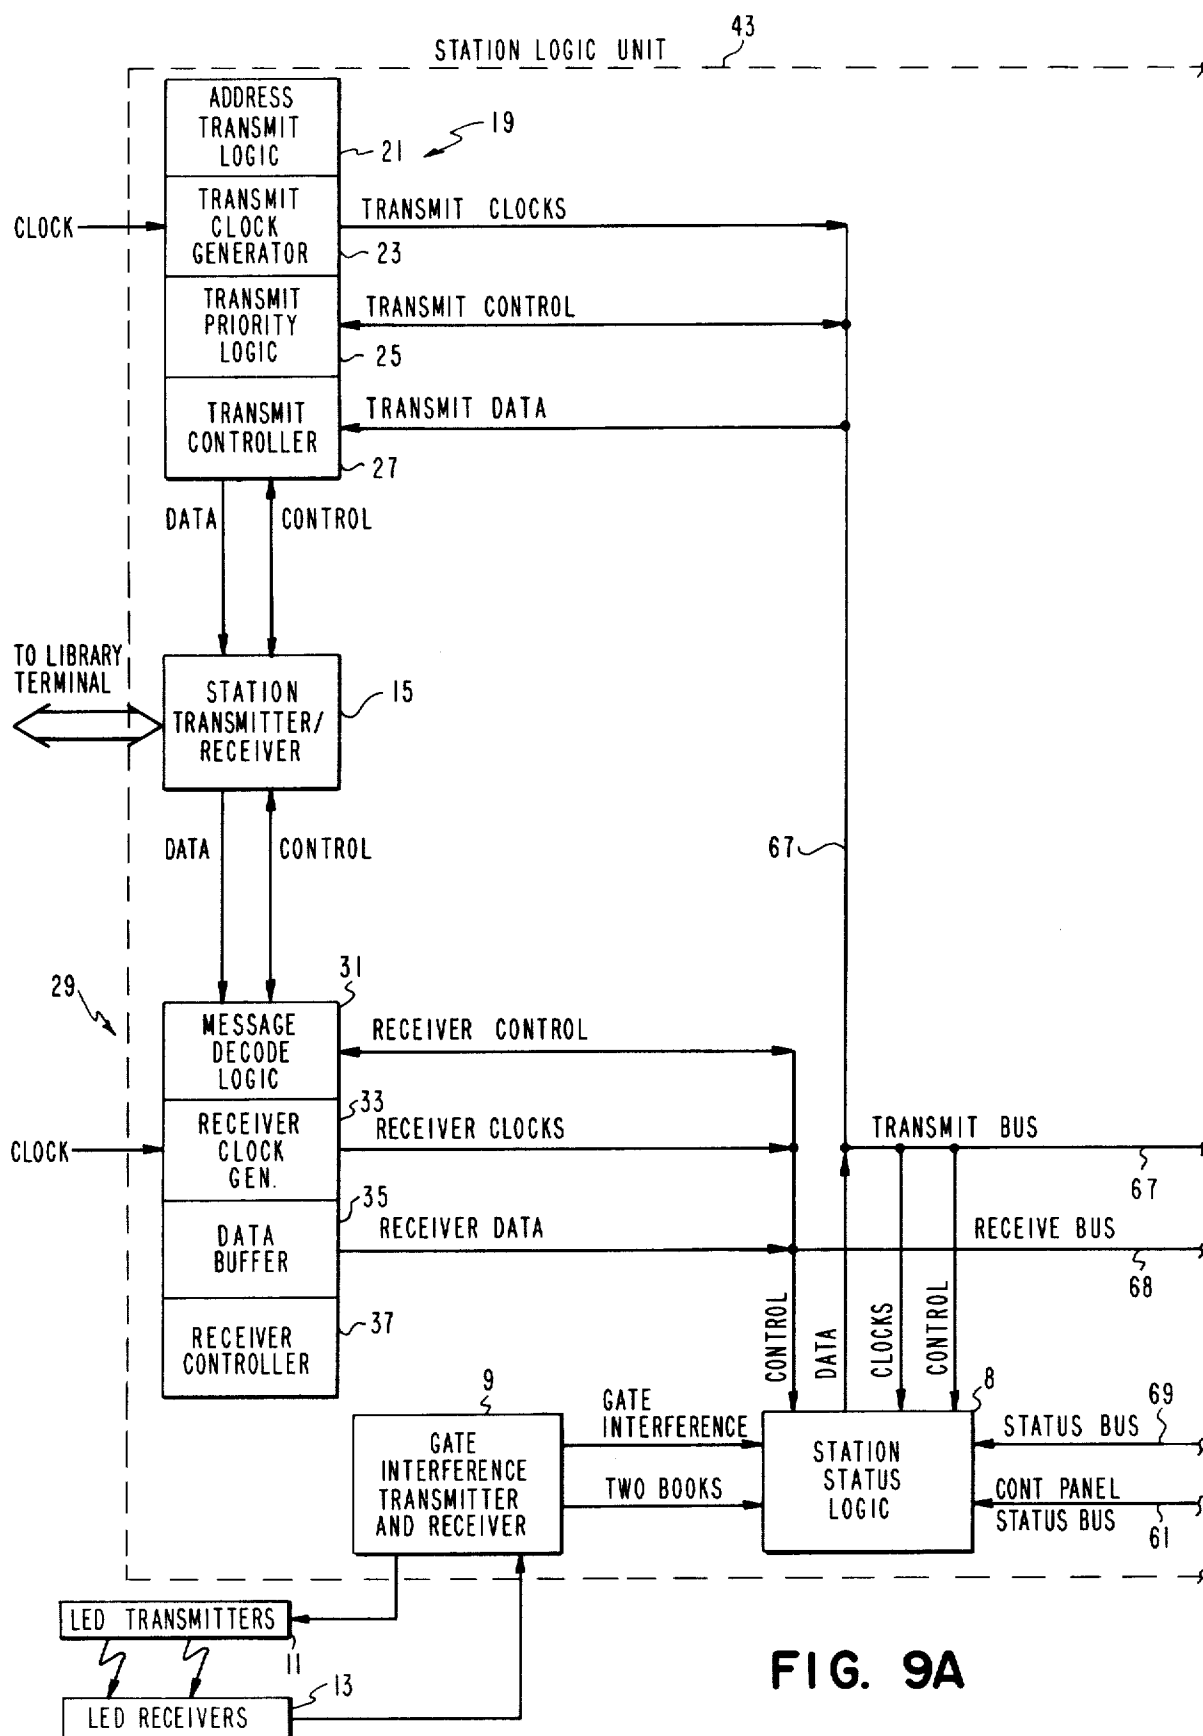 43
STATION LOGIC UNIT
ADDRESS
TRANSMIT
LOGIC
21
19
CLOCK
TRANSMIT
CLOCK
GENERATOR
23
TRANSMIT CLOCKS
TRANSMIT
PRIORITY
LOGIC
25
TRANSMIT CONTROL
TRANSMIT
CONTROLLER
27
TRANSMIT DATA
DATA
CONTROL
TO LIBRARY
TERMINAL
STATION
TRANSMITTER/
RECEIVER
15
DATA
CONTROL
67
29
31
MESSAGE
DECODE
LOGIC
RECEIVER CONTROL
CLOCK
33
RECEIVER
CLOCK
GEN.
RECEIVER CLOCKS
TRANSMIT BUS
67
35
DATA
BUFFER
RECEIVER DATA
RECEIVE BUS
68
37
RECEIVER
CONTROLLER
CONTROL
DATA
CLOCKS
CONTROL
9
GATE
INTERFERENCE
TRANSMITTER
AND RECEIVER
GATE
INTERFERENCE
TWO BOOKS
8
STATION
STATUS
LOGIC
69
STATUS BUS
CONT PANEL
STATUS BUS
61
LED TRANSMITTERS
11
LED RECEIVERS
13
FIG. 9A